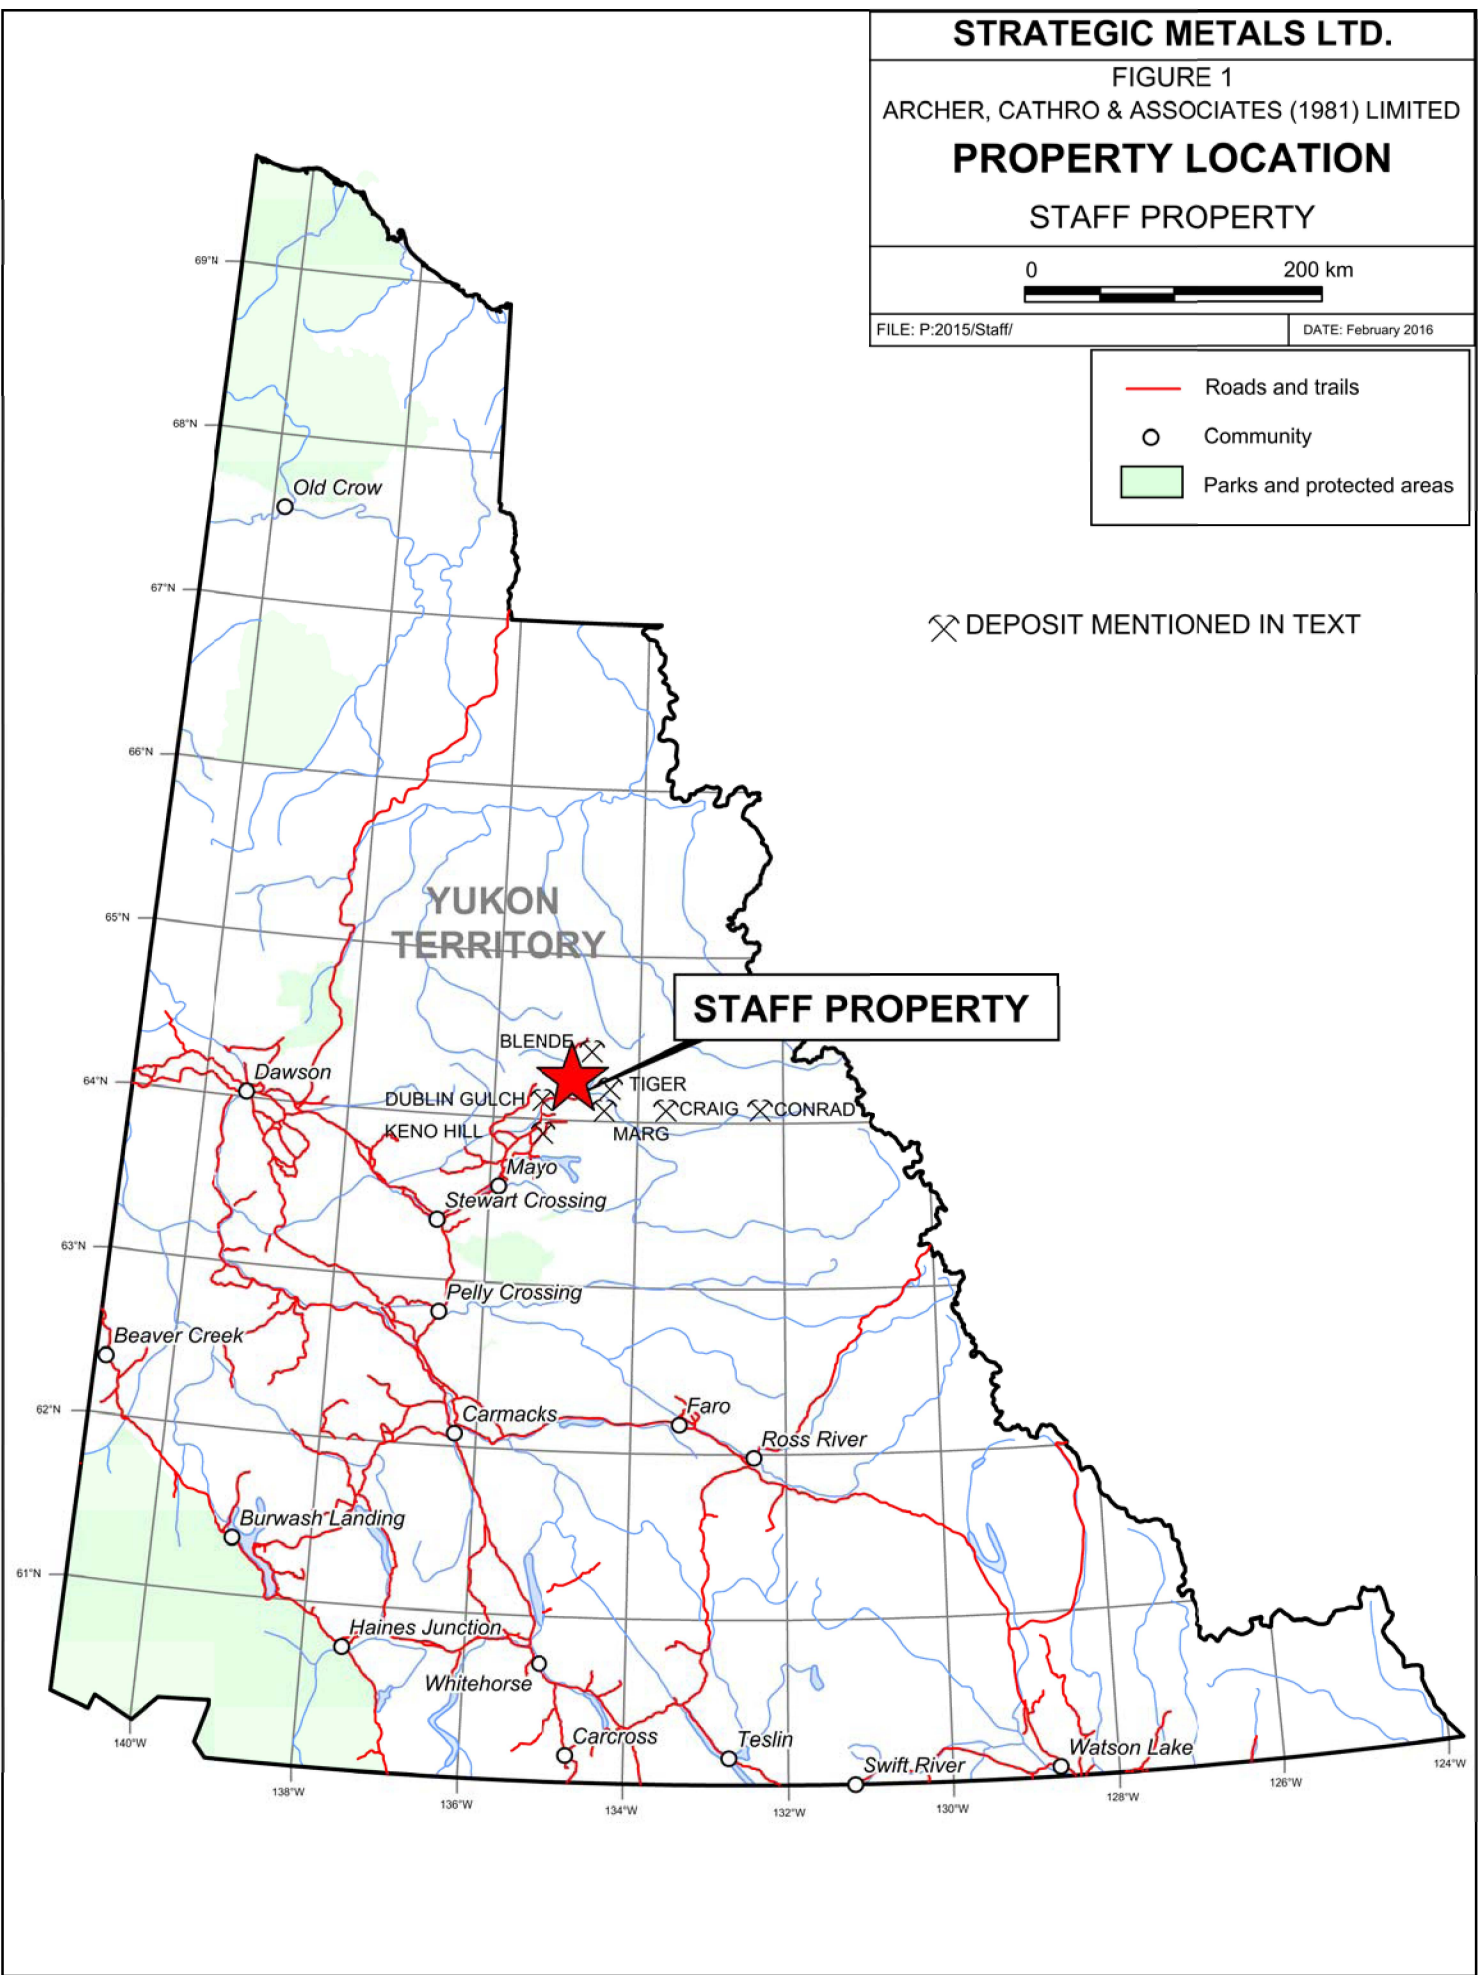 STRATEGIC METALS LTD.
FIGURE 1
ARCHER, CATHRO & ASSOCIATES (1981) LIMITED
PROPERTY LOCATION
STAFF PROPERTY
0 200 km
FILE: P:2015/Staff/ DATE: February 2016
Roads and trails
Community
Parks and protected areas
DEPOSIT MENTIONED IN TEXT
69°N
68°N
Old Crow
67°N
66°N
65°N
YUKON
TERRITORY
STAFF PROPERTY
BLENDE
64°N
Dawson
TIGER
DUBLIN GULCH
CRAIG
CONRAD
KENO HILL
MARG
Mayo
Stewart Crossing
63°N
Pelly Crossing
Beaver Creek
62°N
Carmacks
Faro
Ross River
Burwash Landing
61°N
Haines Junction
Whitehorse
Carcross
Teslin
Swift River
Watson Lake
140°W
138°W
136°W
134°W
132°W
130°W
128°W
126°W
124°W